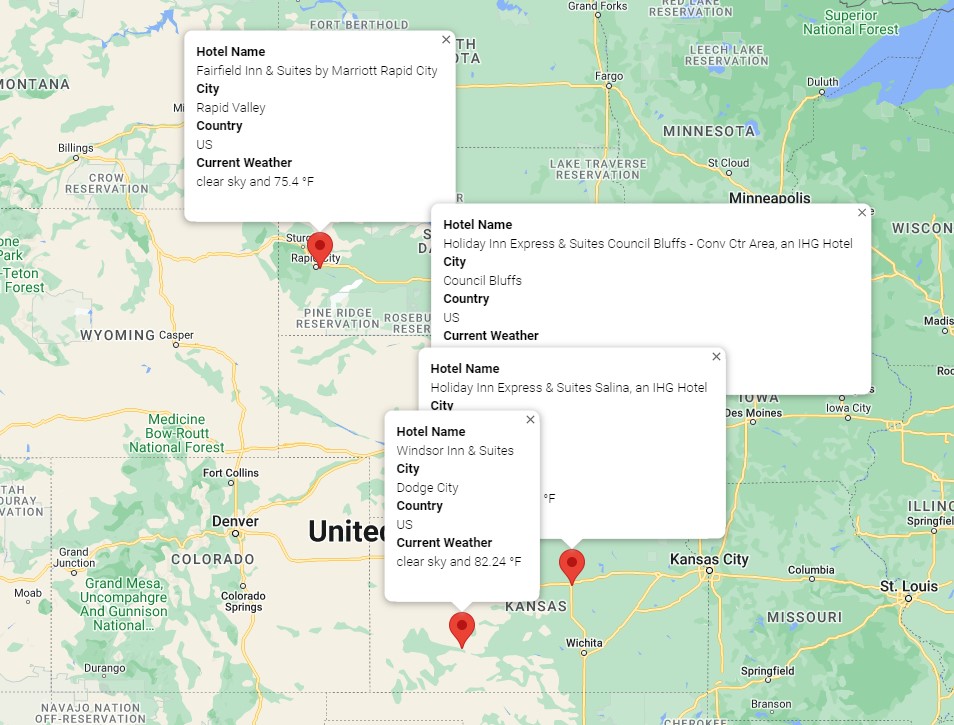 Grand Forks
RED LAKE
RESERVATION
Superior
National Forest
FORT BERTHOLD
LEECH LAKE
RESERVATION
Fargo
Duluth
MONTANA
MINNESOTA
Billings
CROW
RESERVATION
LAKE TRAVERSE
RESERVATION
St Cloud
Minneapolis
Hotel Name
Fairfield Inn & Suites by Marriott Rapid City
City
Rapid Valley
Country
US
Current Weather
clear sky and 75.4 °F
Hotel Name
Holiday Inn Express & Suites Council Bluffs - Conv Ctr Area, an IHG Hotel
City
Council Bluffs
Country
US
Current Weather
Hotel Name
Holiday Inn Express & Suites Salina, an IHG Hotel
City
°F
Hotel Name
Windsor Inn & Suites
City
Dodge City
Country
US
Current Weather
clear sky and 82.24 °F
WISCON
Park
-Teton
Forest
Rapid City
PINE RIDGE
RESERVATION
ROSEBU
RESER
WYOMING
Casper
Madis
IOWA
Des Moines
Iowa City
Medicine
Bow-Routt
National Forest
Fort Collins
TAH
OURAY
VATION
Denver
United
ILLINO
Springfiel
Grand
Junction
COLORADO
Kansas City
Columbia
St. Louis
Moab
Grand Mesa,
Uncompahgre
And Gunnison
National...
Colorado
Springs
KANSAS
MISSOURI
Wichita
Durango
Springfield
Branson
NAVAJO NATION
OFF-RESERVATION
CHEROKEE